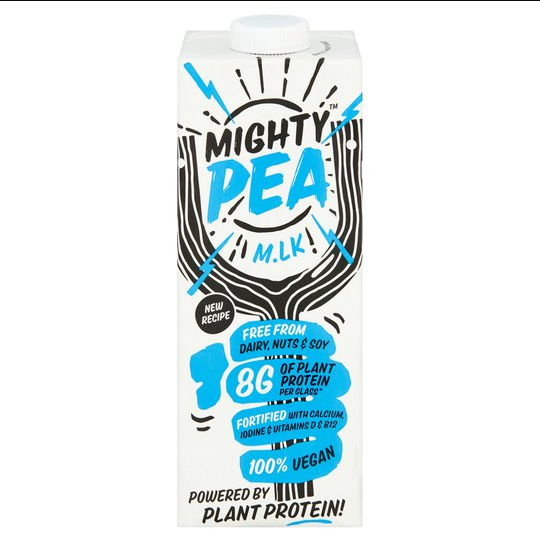 MIGHTY™
PEA
M.LK!
NEW
RECIPE
FREE FROM
DAIRY, NUTS & SOY
8G OF PLANT
PROTEIN
PER GLASS*
FORTIFIED WITH CALCIUM,
IODINE & VITAMINS D & B12
100% VEGAN
POWERED BY
PLANT PROTEIN!